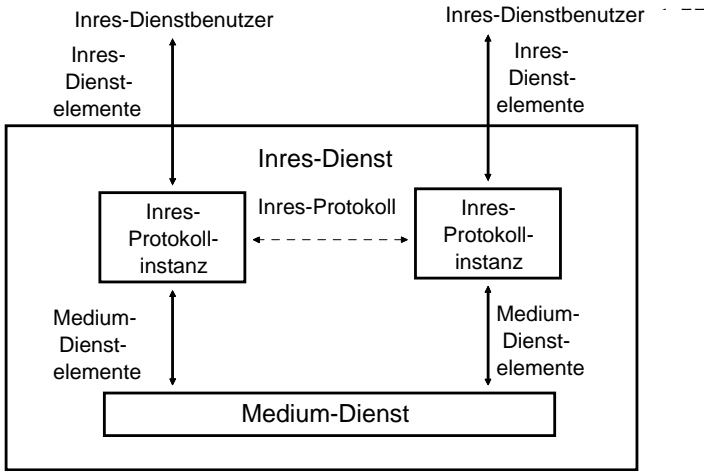 Inres-Dienstbenutzer
Inres-Dienstbenutzer
Inres-
Dienst-
elemente
Inres-
Dienst-
elemente
Inres-Dienst
Inres-
Protokoll-
instanz
Inres-Protokoll
Inres-
Protokoll-
instanz
Medium-
Dienst-
elemente
Medium-
Dienst-
elemente
Medium-Dienst